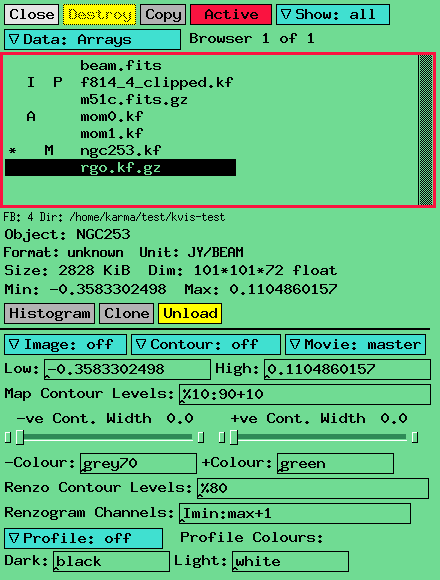 Close Destroy Copy Active ▽ Show: all
▽ Data: Arrays Browser 1 of 1
beam.fits
I P f814_4_clipped.kf
m51c.fits.gz
A mom0.kf
mom1.kf
* M ngc253.kf
rgo.kf.gz
FB: 4 Dir: /home/karma/test/kvis-test
Object: NGC253
Format: unknown Unit: JY/BEAM
Size: 2828 KiB Dim: 101*101*72 float
Min: -0.3583302498 Max: 0.1104860157
Histogram Clone Unload
▽ Image: off ▽ Contour: off ▽ Movie: master
Low: -0.3583302498 High: 0.1104860157
Map Contour Levels: %10:90+10
-ve Cont. Width 0.0 +ve Cont. Width 0.0
-Colour: grey70 +Colour: green
Renzo Contour Levels: %80
Renzogram Channels: Imin:max+1
▽ Profile: off Profile Colours:
Dark: black Light: white